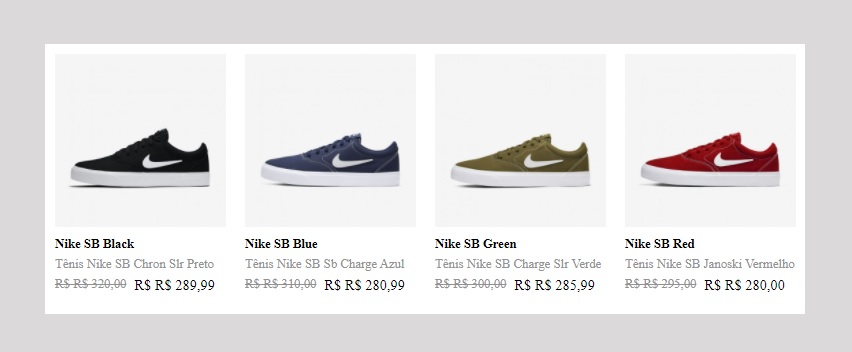 Nike SB Black
Tênis Nike SB Chron Slr Preto
R$ R$ 320,00 R$ R$ 289,99
Nike SB Blue
Tênis Nike SB Sb Charge Azul
R$ R$ 310,00 R$ R$ 280,99
Nike SB Green
Tênis Nike SB Charge Slr Verde
R$ R$ 300,00 R$ R$ 285,99
Nike SB Red
Tênis Nike SB Janoski Vermelho
R$ R$ 295,00 R$ R$ 280,00